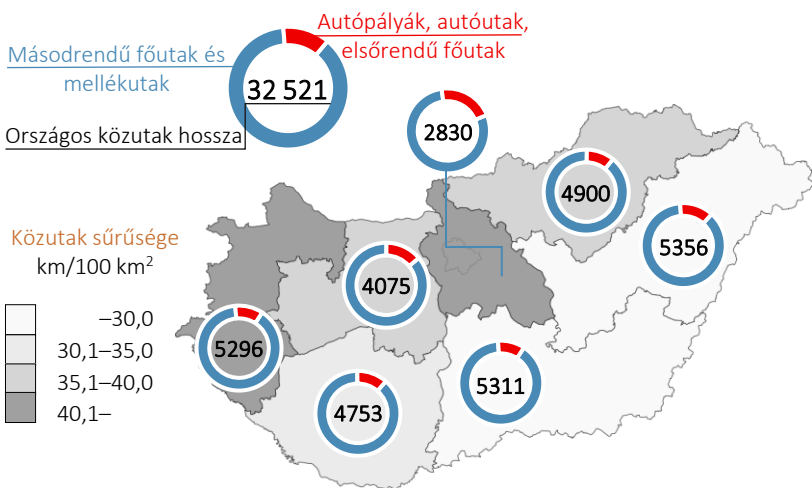 Autópályák, autóutak,
elsőrendű főutak
Másodrendű főutak és
mellékutak
32 521
Országos közutak hossza
2830
4900
5356
4075
5296
5311
4753
Közutak sűrűsége
km/100 km²
–30,0
30,1–35,0
35,1–40,0
40,1–